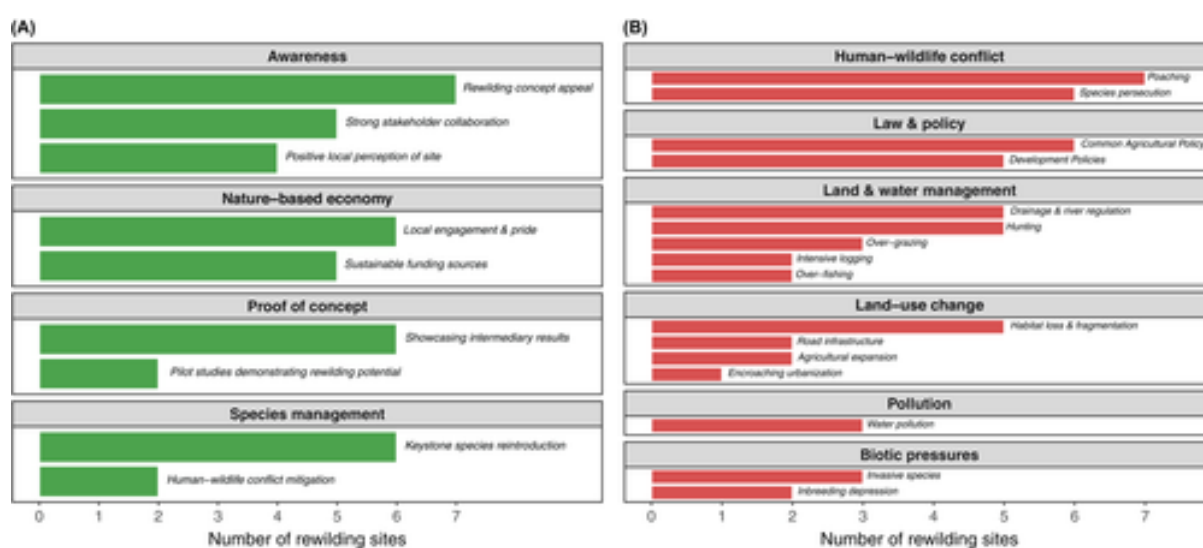 (A)
Awareness
Rewilding concept appeal
Strong stakeholder collaboration
Positive local perception of site
Nature-based economy
Local engagement & pride
Sustainable funding sources
Proof of concept
Showcasing intermediary results
Pilot studies demonstrating rewilding potential
Species management
Keystone species reintroduction
Human-wildlife conflict mitigation
0 1 2 3 4 5 6 7
Number of rewilding sites
(B)
Human-wildlife conflict
Poaching
Species persecution
Law & policy
Common Agricultural Policy
Development Policies
Land & water management
Drainage & river regulation
Hunting
Over-grazing
Intensive logging
Over-fishing
Land-use change
Habitat loss & fragmentation
Road infrastructure
Agricultural expansion
Encroaching urbanization
Pollution
Water pollution
Biotic pressures
Invasive species
Inbreeding depression
0 1 2 3 4 5 6 7
Number of rewilding sites